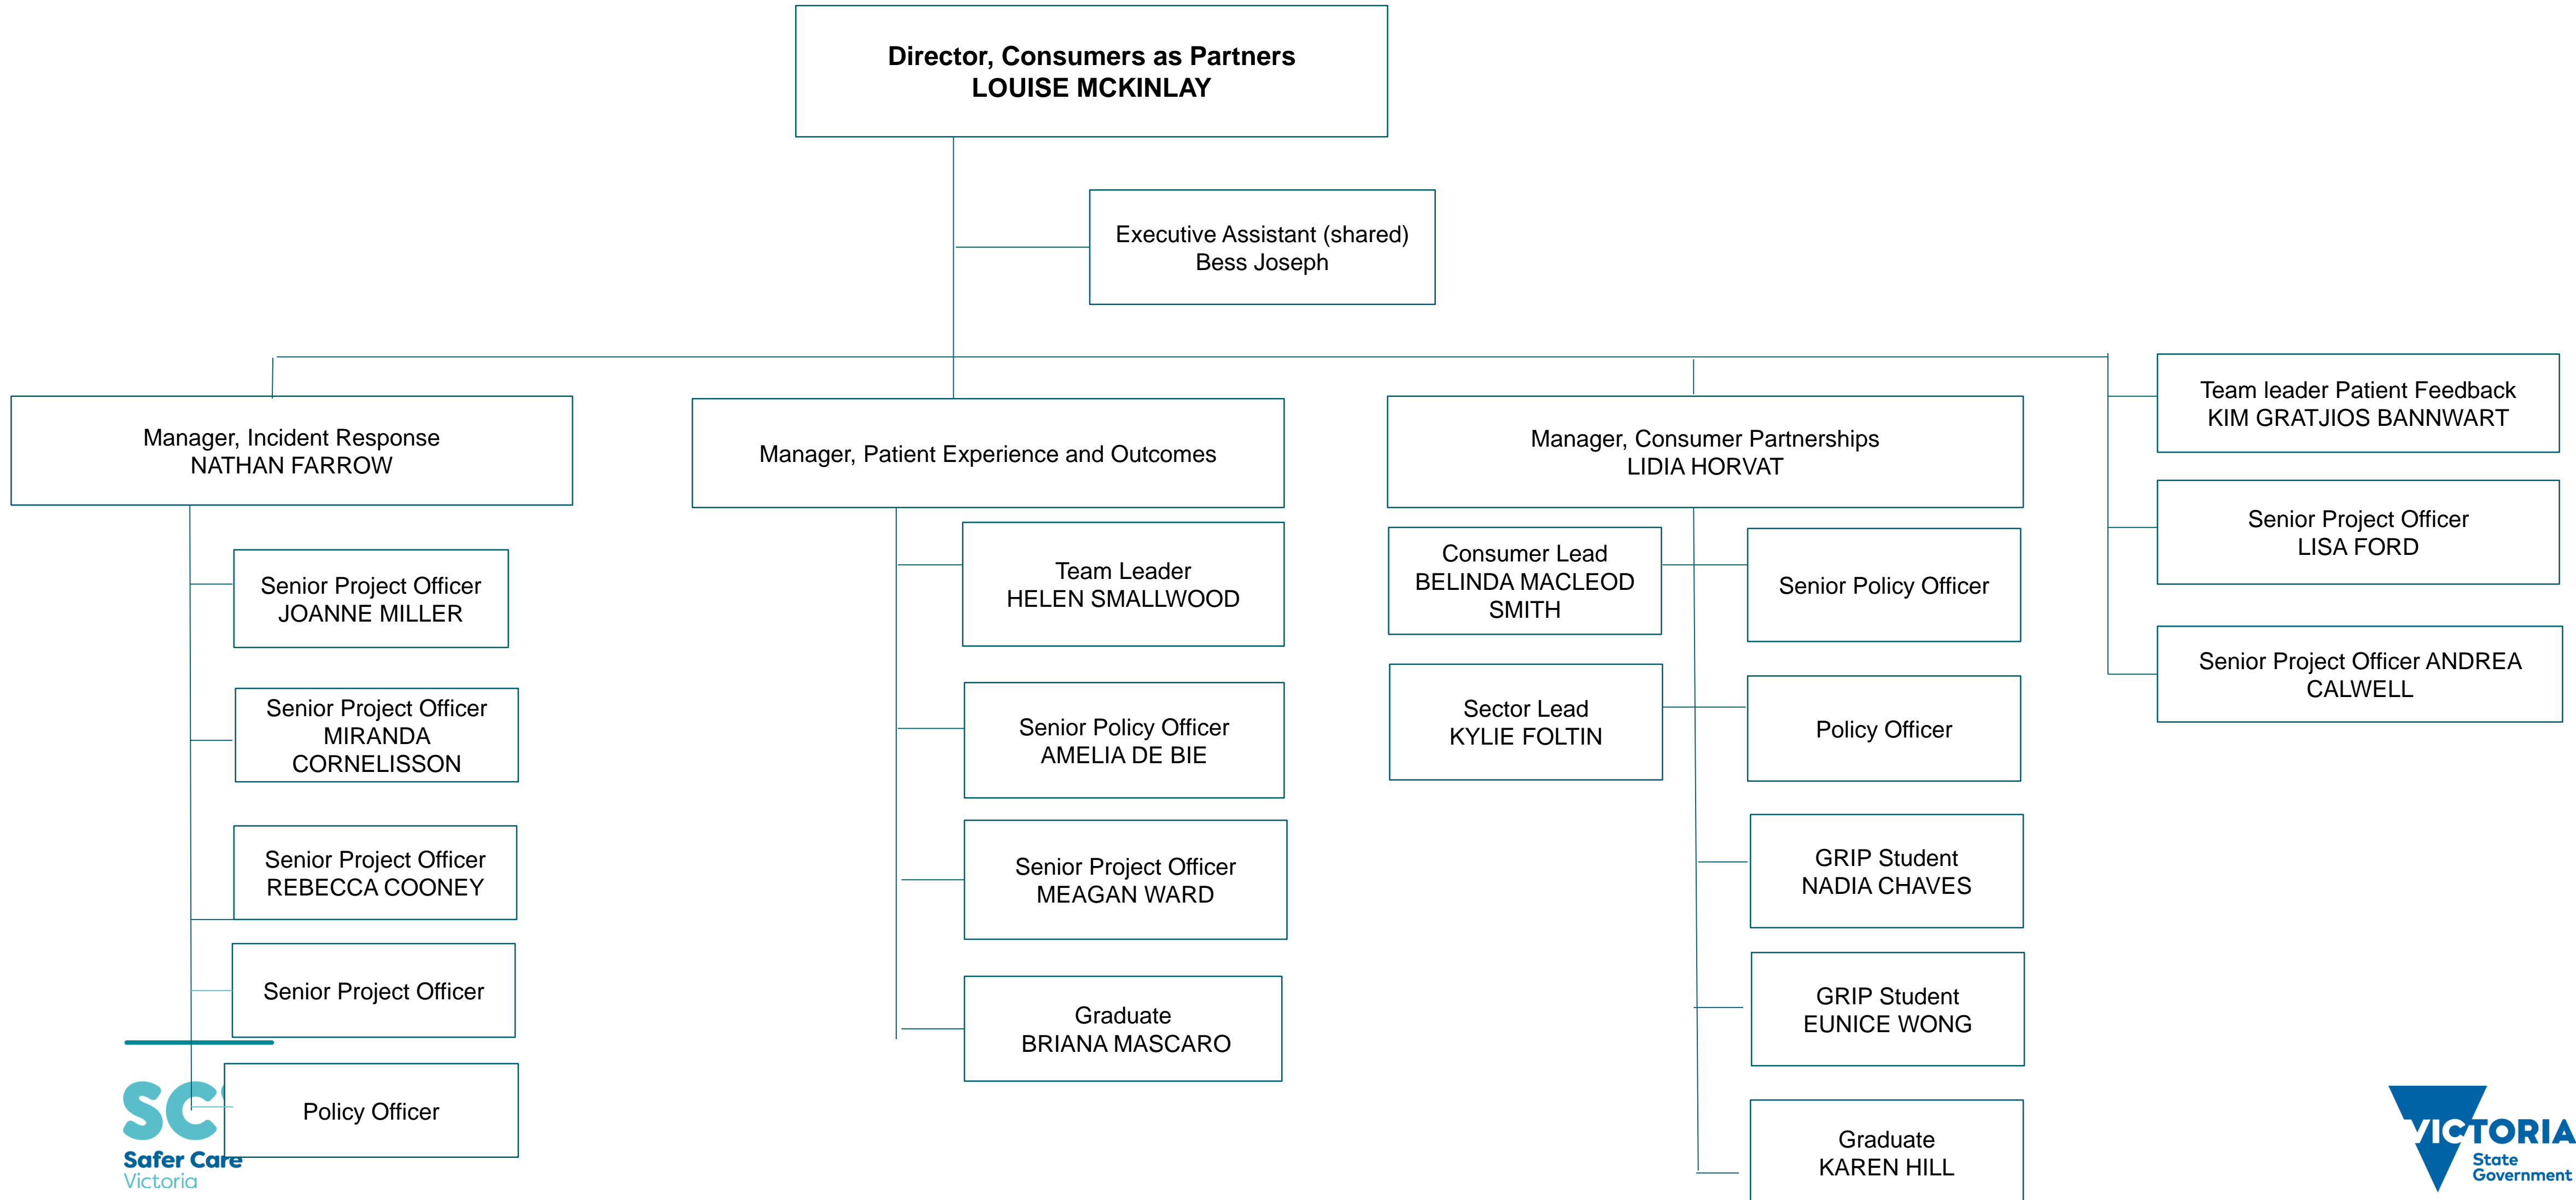 Director, Consumers as Partners
LOUISE MCKINLAY
Executive Assistant (shared)
Bess Joseph
Manager, Incident Response
NATHAN FARROW
Senior Project Officer
JOANNE MILLER
Senior Project Officer
MIRANDA
CORNELISSON
Senior Project Officer
REBECCA COONEY
Senior Project Officer
Policy Officer
Manager, Patient Experience and Outcomes
Team Leader
HELEN SMALLWOOD
Senior Policy Officer
AMELIA DE BIE
Senior Project Officer
MEAGAN WARD
Graduate
BRIANA MASCARO
Manager, Consumer Partnerships
LIDIA HORVAT
Consumer Lead
BELINDA MACLEOD
SMITH
Senior Policy Officer
Sector Lead
KYLIE FOLTIN
Policy Officer
GRIP Student
NADIA CHAVES
GRIP Student
EUNICE WONG
Graduate
KAREN HILL
Team leader Patient Feedback
KIM GRATJIOS BANNWART
Senior Project Officer
LISA FORD
Senior Project Officer ANDREA
CALWELL
SC
Safer Care
Victoria
VICTORIA
State
Government